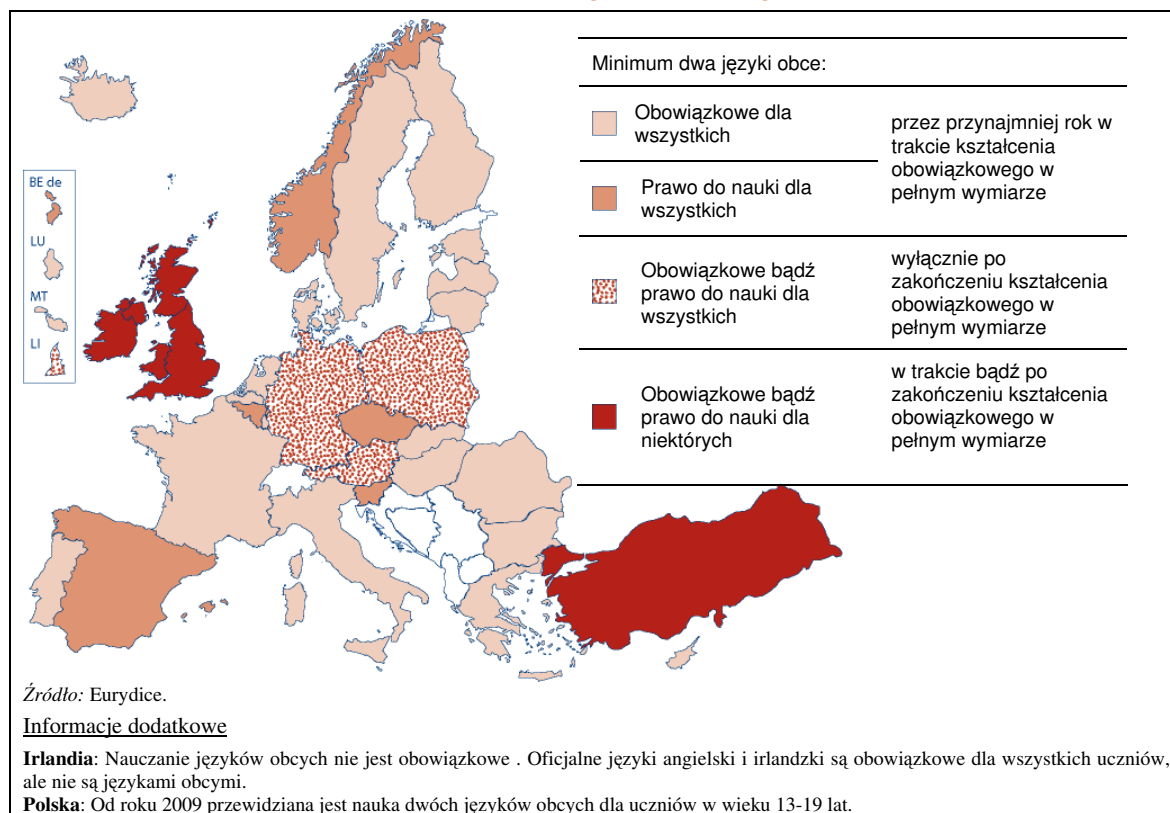 Minimum dwa języki obce:
Obowiązkowe dla
wszystkich
Prawo do nauki dla
wszystkich
przez przynajmniej rok w
trakcie kształcenia
obowiązkowego w
pełnym wymiarze
Obowiązkowe bądź
prawo do nauki dla
wszystkich
wyłącznie po
zakończeniu kształcenia
obowiązkowego w
pełnym wymiarze
Obowiązkowe bądź
prawo do nauki dla
niektórych
w trakcie bądź po
zakończeniu kształcenia
obowiązkowego w
pełnym wymiarze
BE de
LU
MT
LI
Źródło: Eurydice.
Informacje dodatkowe
Irlandia: Nauczanie języków obcych nie jest obowiązkowe . Oficjalne języki angielski i irlandzki są obowiązkowe dla wszystkich uczniów,
ale nie są językami obcymi.
Polska: Od roku 2009 przewidziana jest nauka dwóch języków obcych dla uczniów w wieku 13-19 lat.